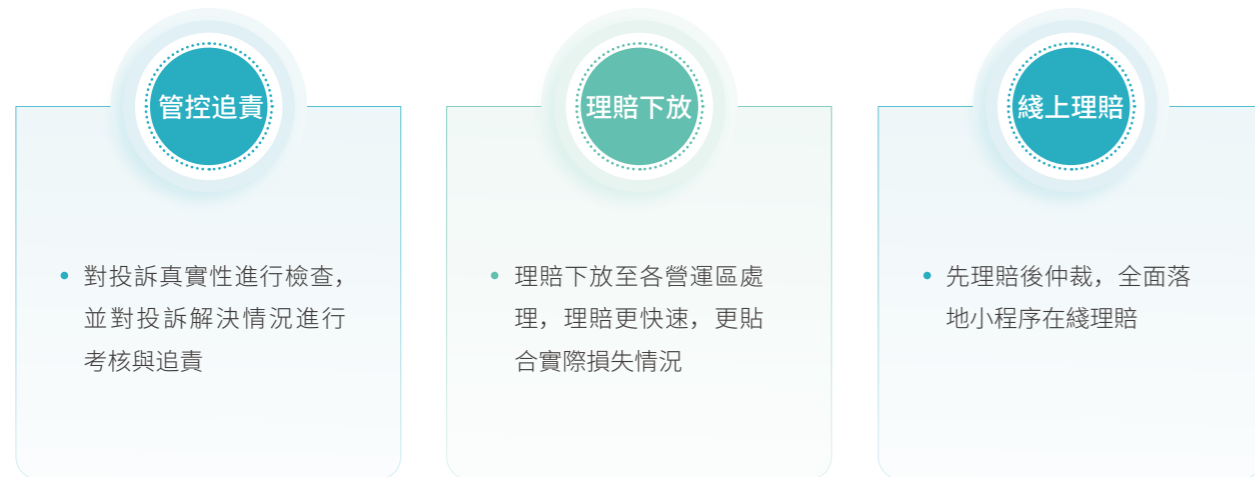 管控追責
對投訴真實性進行檢查，
並對投訴解決情況進行
考核與追責
理賠下放
理賠下放至各營運區處
理，理賠更快速，更貼
合實際損失情況
綫上理賠
先理賠後仲裁，全面落
地小程序在綫理賠